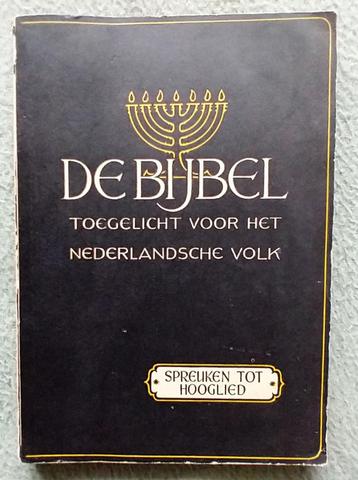 DE BIJBEL
TOEGELICHT VOOR HET
NEDERLANDSCHE VOLK
SPREUKEN TOT
HOOGLIED